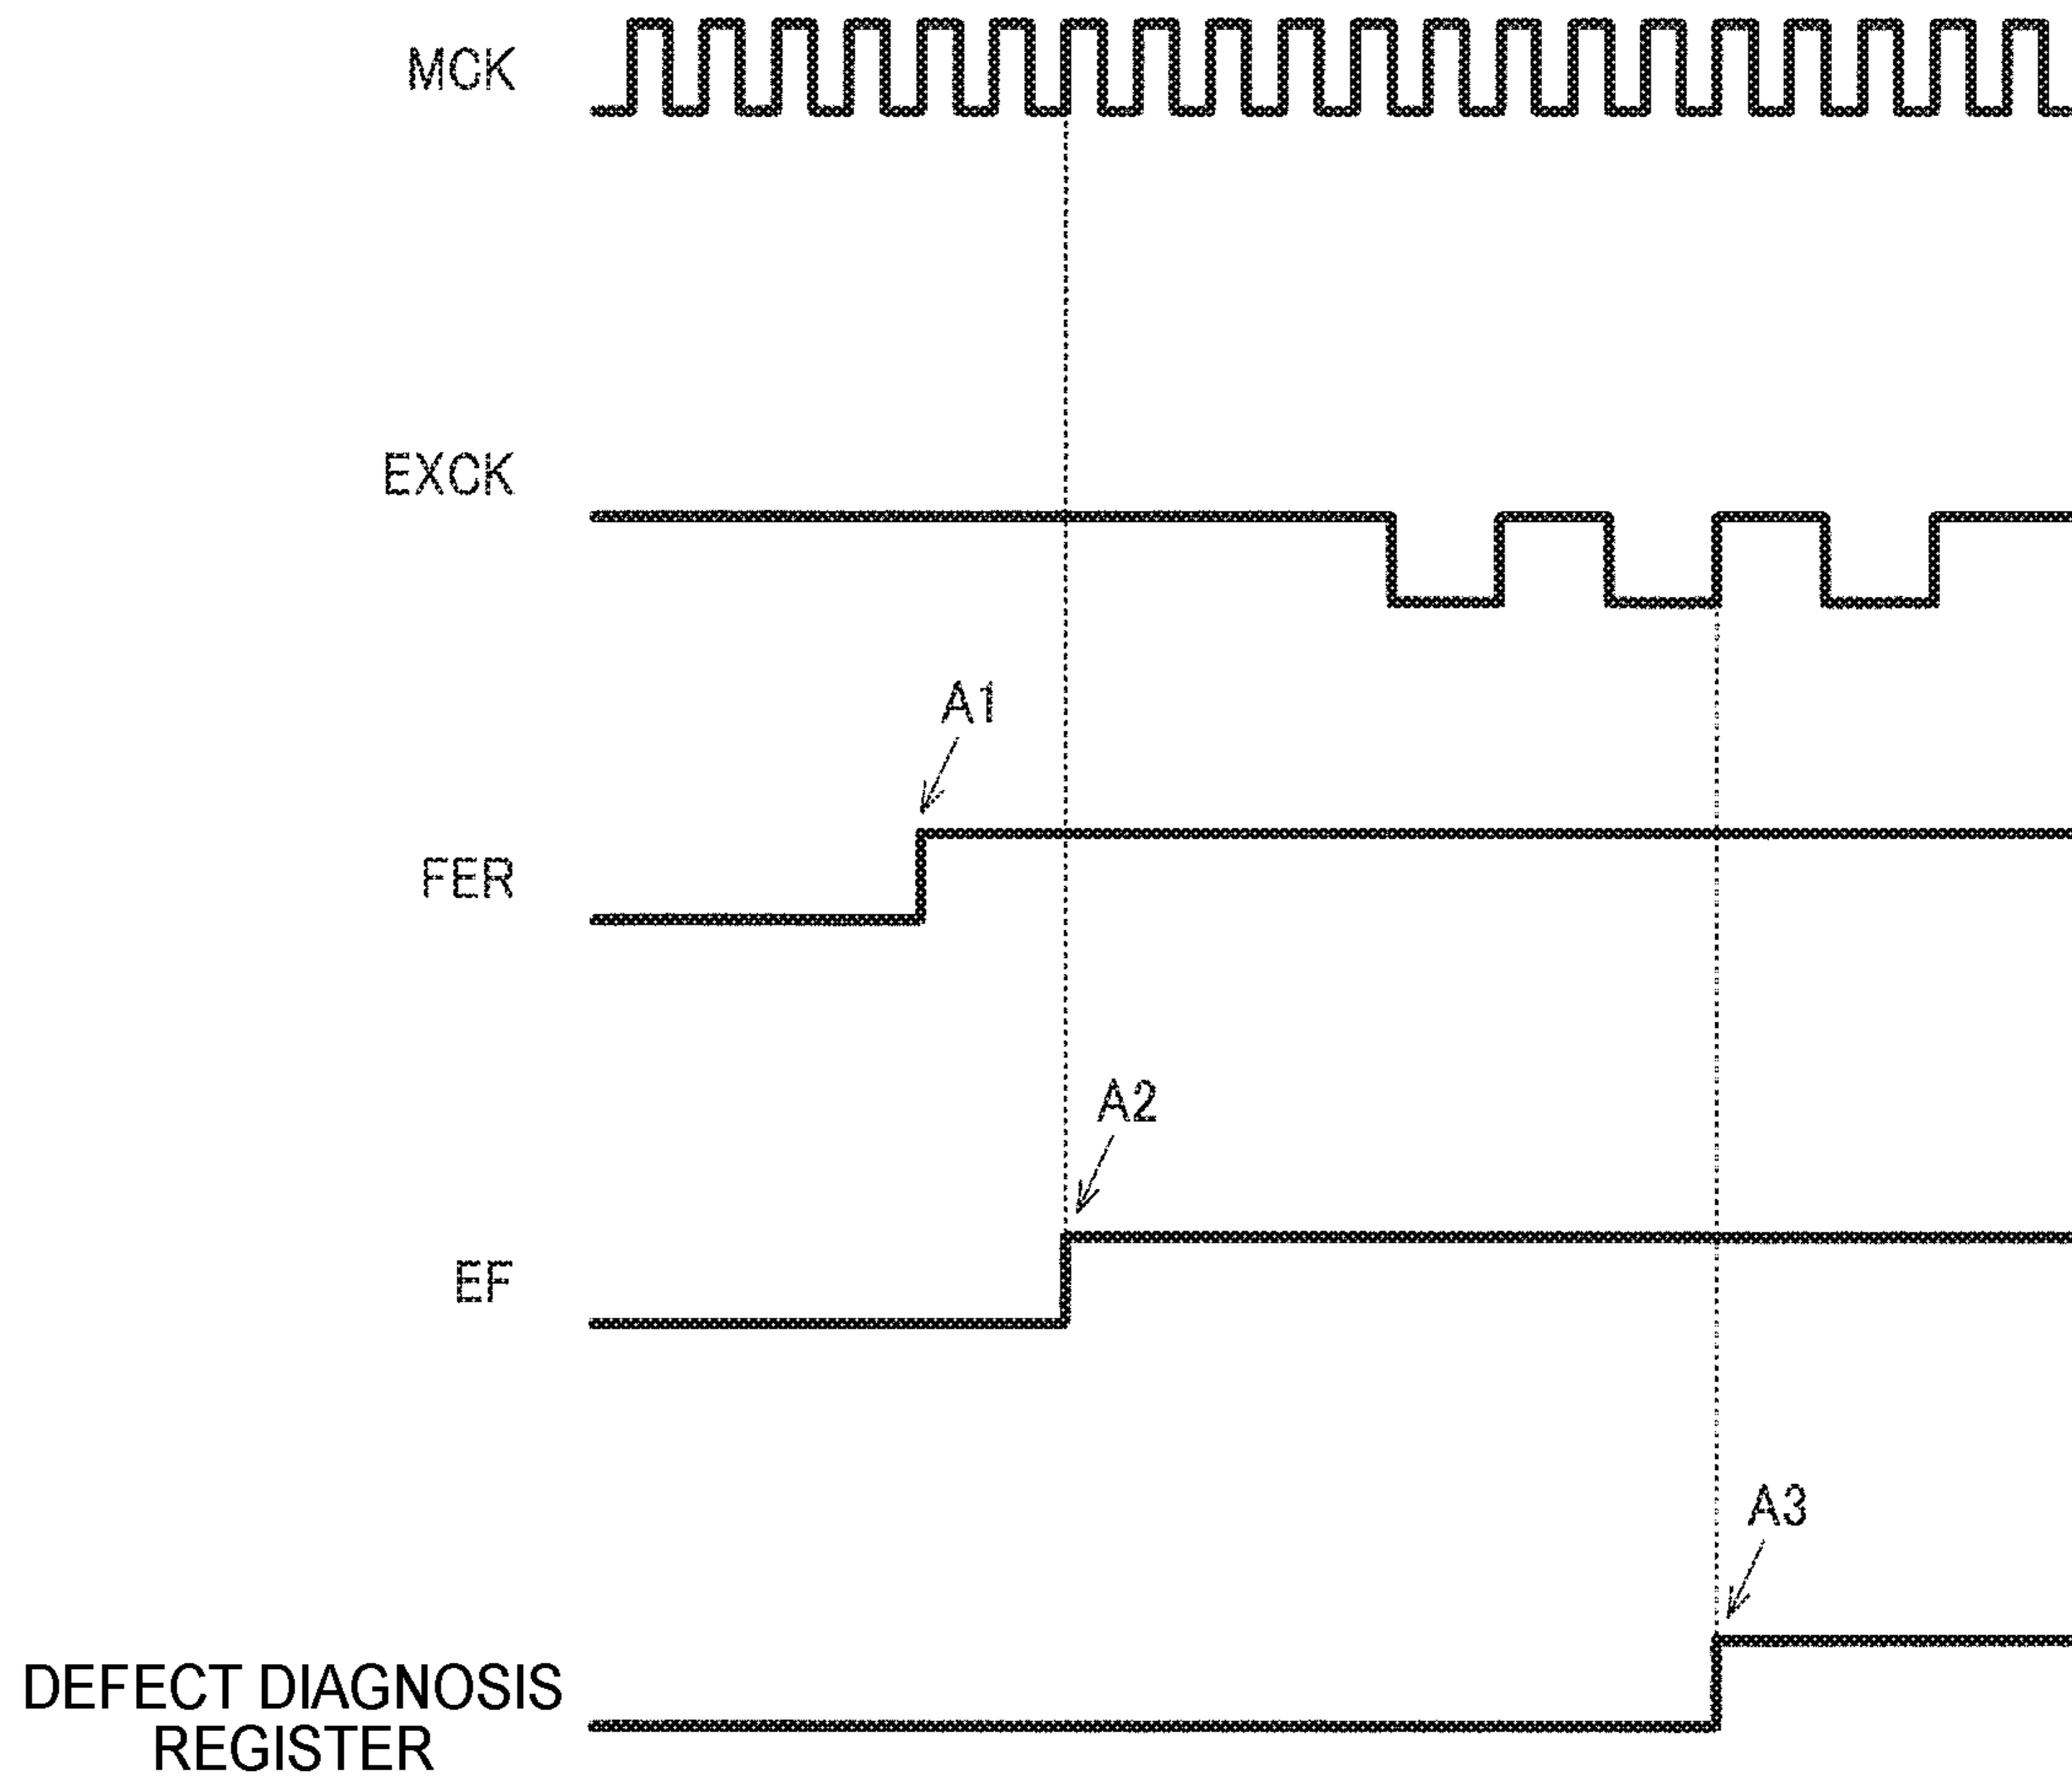 MCK
EXCK
A1
FER
A2
EF
A3
DEFECT DIAGNOSIS
REGISTER